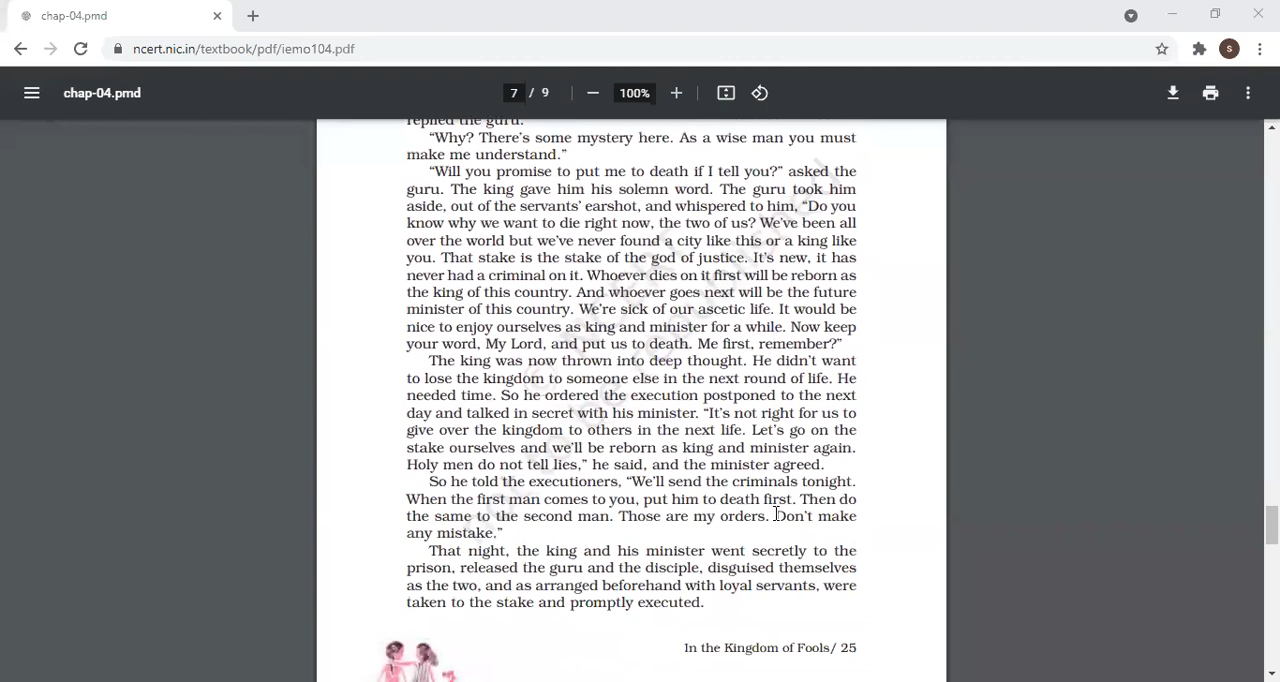 chap-04.pmd
ncert.nic.in/textbook/pdf/iemo104.pdf
S
chap-04.pmd
7 / 9
100%
replied the guru.
“Why? There’s some mystery here. As a wise man you must
make me understand.”
“Will you promise to put me to death if I tell you?” asked the
guru. The king gave him his solemn word. The guru took him
aside, out of the servants’ earshot, and whispered to him, “Do you
know why we want to die right now, the two of us? We’ve been all
over the world but we’ve never found a city like this or a king like
you. That stake is the stake of the god of justice. It’s new, it has
never had a criminal on it. Whoever dies on it first will be reborn as
the king of this country. And whoever goes next will be the future
minister of this country. We’re sick of our ascetic life. It would be
nice to enjoy ourselves as king and minister for a while. Now keep
your word, My Lord, and put us to death. Me first, remember?”
The king was now thrown into deep thought. He didn’t want
to lose the kingdom to someone else in the next round of life. He
needed time. So he ordered the execution postponed to the next
day and talked in secret with his minister. “It’s not right for us to
give over the kingdom to others in the next life. Let’s go on the
stake ourselves and we’ll be reborn as king and minister again.
Holy men do not tell lies,” he said, and the minister agreed.
So he told the executioners, “We’ll send the criminals tonight.
When the first man comes to you, put him to death first. Then do
the same to the second man. Those are my orders. Don’t make
any mistake.”
That night, the king and his minister went secretly to the
prison, released the guru and the disciple, disguised themselves
as the two, and as arranged beforehand with loyal servants, were
taken to the stake and promptly executed.
In the Kingdom of Fools/ 25